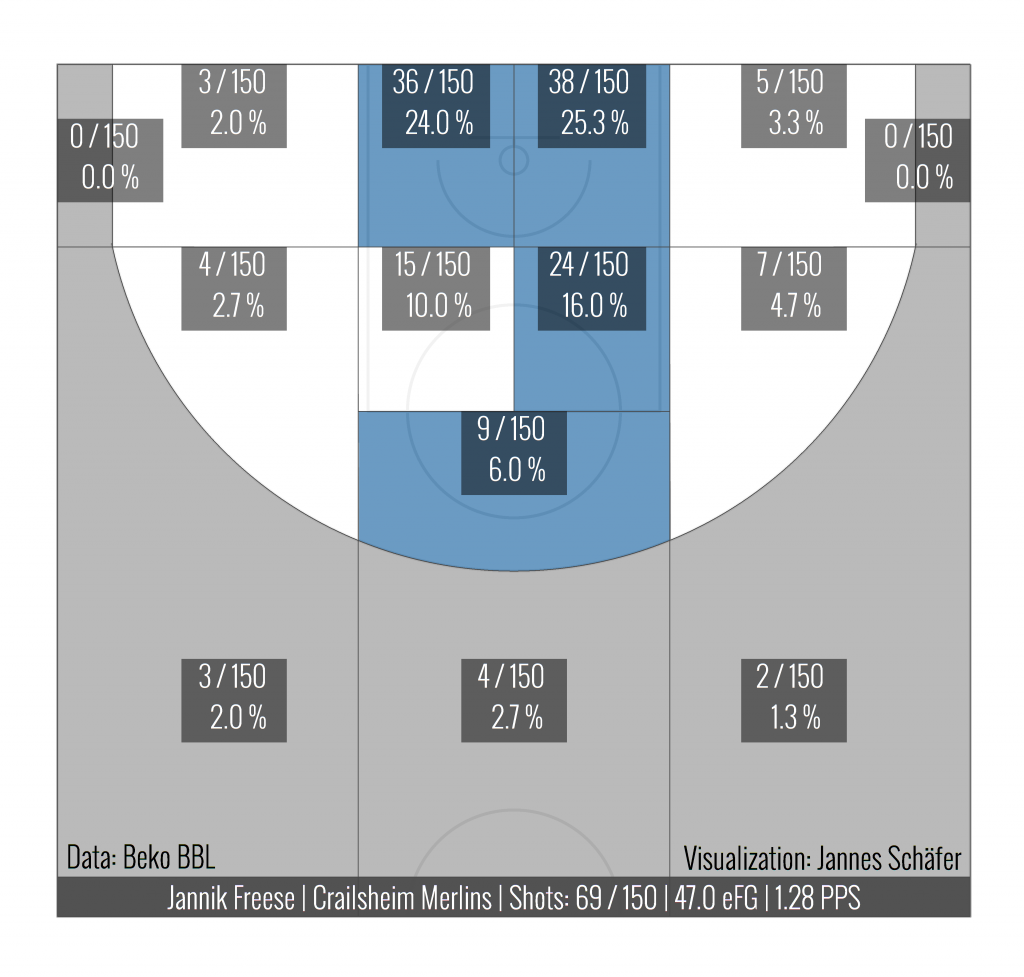 3 / 150
2.0 %
36 / 150
24.0 %
38 / 150
25.3 %
5 / 150
3.3 %
0 / 150
0.0 %
0 / 150
0.0 %
4 / 150
2.7 %
15 / 150
10.0 %
24 / 150
16.0 %
7 / 150
4.7 %
9 / 150
6.0 %
3 / 150
2.0 %
4 / 150
2.7 %
2 / 150
1.3 %
Data: Beko BBL
Visualization: Jannes Schäfer
Jannik Freese | Crailsheim Merlins | Shots: 69 / 150 | 47.0 eFG | 1.28 PPS